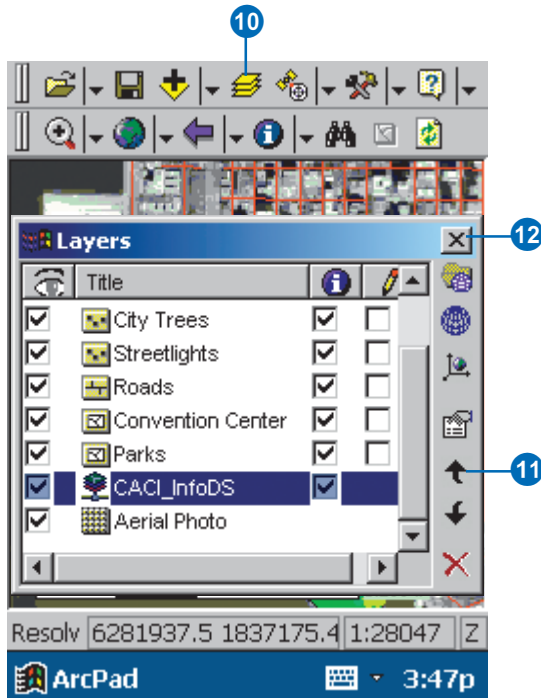 10
Layers
12
Title
City Trees
Streetlights
Roads
Convention Center
Parks
11
CACI_InfoDS
Aerial Photo
Resolv 6281937.5 1837175.4 1:28047 Z
ArcPad 3:47p